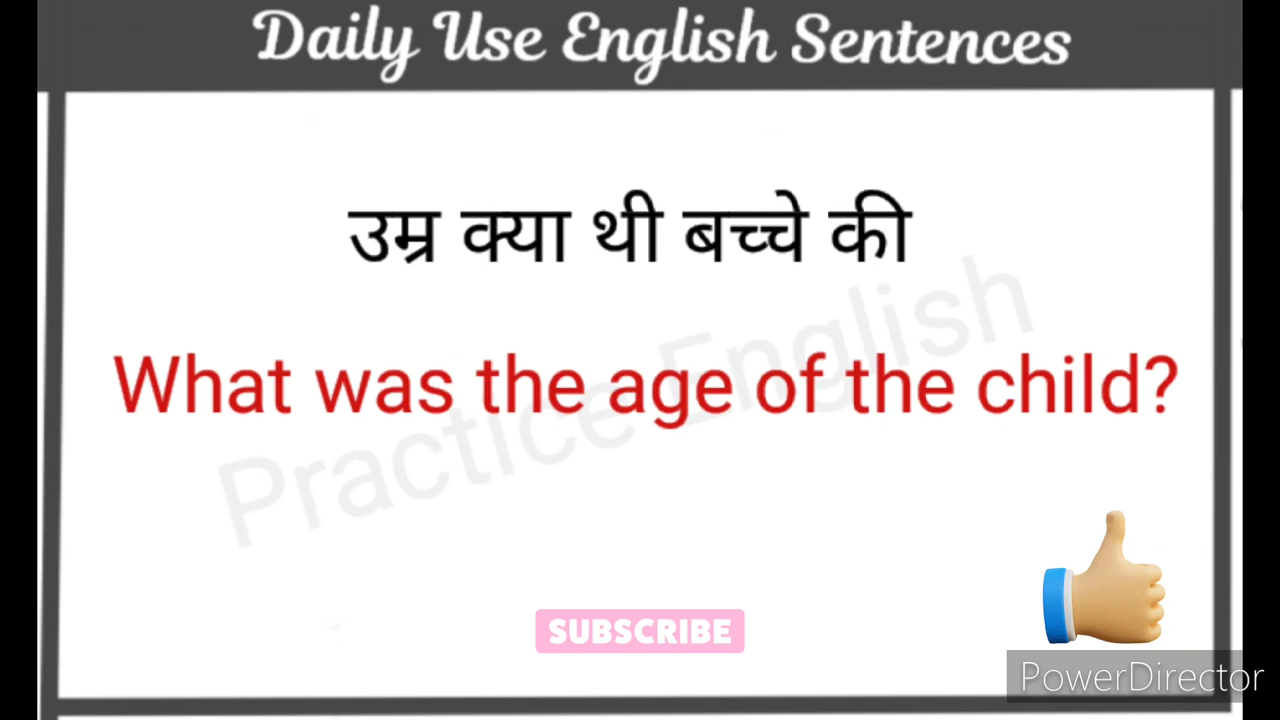 Daily Use English Sentences
उम्र क्या थी बच्चे की
What was the age of the child?
Practice English
SUBSCRIBE
PowerDirector